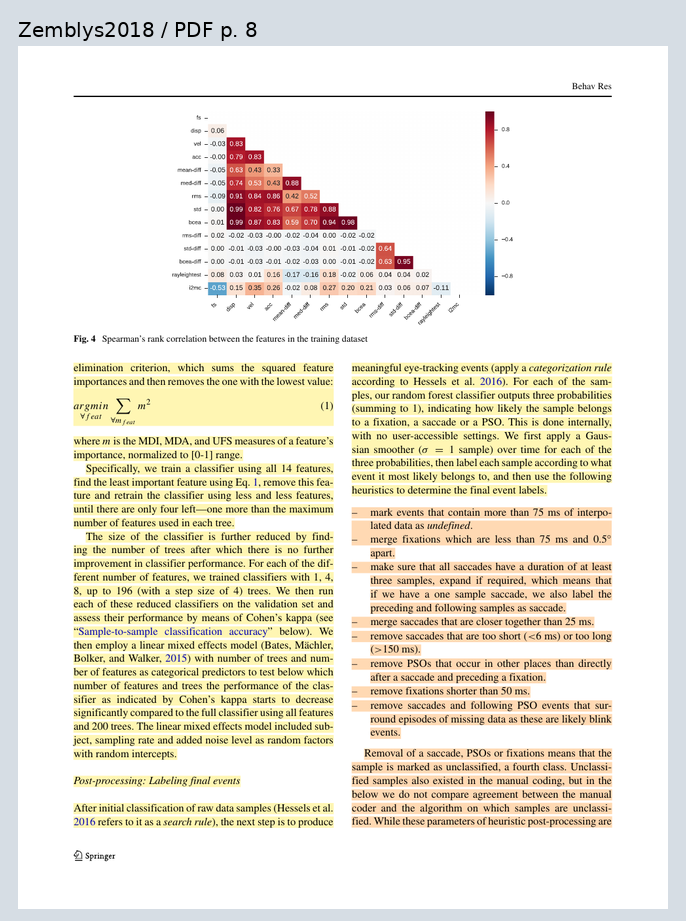 Zemblys2018 / PDF p. 8
Behav Res
fs
disp 0.06
vel -0.03 0.83
acc -0.00 0.79 0.83
mean-diff -0.05 0.63 0.43 0.33
med-diff -0.05 0.74 0.53 0.43 0.88
rms -0.09 0.91 0.84 0.86 0.42 0.52
std 0.00 0.99 0.82 0.76 0.67 0.78 0.88
bcea 0.01 0.99 0.87 0.83 0.59 0.70 0.94 0.98
rms-diff 0.02 -0.02 -0.03 -0.00 -0.02 -0.04 0.00 -0.02 -0.02
std-diff 0.00 -0.01 -0.03 -0.00 -0.03 -0.04 0.01 -0.02 -0.01 0.64
bcea-diff 0.00 -0.01 -0.03 -0.00 -0.02 -0.03 0.00 -0.02 -0.02 0.63 0.95
rayleightest 0.08 0.03 0.01 0.16 -0.17 -0.16 0.18 -0.02 0.06 0.04 0.04 0.02
i2mc -0.53 0.15 0.35 0.26 -0.02 0.08 0.27 0.20 0.21 0.03 0.06 0.07 -0.11
fs disp vel acc mean-diff med-diff rms std bcea rms-diff std-diff bcea-diff rayleightest i2mc
0.8
0.4
0.0
−0.4
−0.8
Fig. 4 Spearman's rank correlation between the features in the training dataset
elimination criterion, which sums the squared feature
importances and then removes the one with the lowest value:
argmin ∑ m² (1)
∀feat ∀m_feat
where m is the MDI, MDA, and UFS measures of a feature's
importance, normalized to [0-1] range.
Specifically, we train a classifier using all 14 features,
find the least important feature using Eq. 1, remove this fea-
ture and retrain the classifier using less and less features,
until there are only four left—one more than the maximum
number of features used in each tree.
The size of the classifier is further reduced by find-
ing the number of trees after which there is no further
improvement in classifier performance. For each of the dif-
ferent number of features, we trained classifiers with 1, 4,
8, up to 196 (with a step size of 4) trees. We then run
each of these reduced classifiers on the validation set and
assess their performance by means of Cohen's kappa (see
"Sample-to-sample classification accuracy" below). We
then employ a linear mixed effects model (Bates, Mächler,
Bolker, and Walker, 2015) with number of trees and num-
ber of features as categorical predictors to test below which
number of features and trees the performance of the clas-
sifier as indicated by Cohen's kappa starts to decrease
significantly compared to the full classifier using all features
and 200 trees. The linear mixed effects model included sub-
ject, sampling rate and added noise level as random factors
with random intercepts.
Post-processing: Labeling final events
After initial classification of raw data samples (Hessels et al.
2016 refers to it as a search rule), the next step is to produce
meaningful eye-tracking events (apply a categorization rule
according to Hessels et al. 2016). For each of the sam-
ples, our random forest classifier outputs three probabilities
(summing to 1), indicating how likely the sample belongs
to a fixation, a saccade or a PSO. This is done internally,
with no user-accessible settings. We first apply a Gaus-
sian smoother (σ = 1 sample) over time for each of the
three probabilities, then label each sample according to what
event it most likely belongs to, and then use the following
heuristics to determine the final event labels.
– mark events that contain more than 75 ms of interpo-
lated data as undefined.
– merge fixations which are less than 75 ms and 0.5°
apart.
– make sure that all saccades have a duration of at least
three samples, expand if required, which means that
if we have a one sample saccade, we also label the
preceding and following samples as saccade.
– merge saccades that are closer together than 25 ms.
– remove saccades that are too short (<6 ms) or too long
(>150 ms).
– remove PSOs that occur in other places than directly
after a saccade and preceding a fixation.
– remove fixations shorter than 50 ms.
– remove saccades and following PSO events that sur-
round episodes of missing data as these are likely blink
events.
Removal of a saccade, PSOs or fixations means that the
sample is marked as unclassified, a fourth class. Unclassi-
fied samples also existed in the manual coding, but in the
below we do not compare agreement between the manual
coder and the algorithm on which samples are unclassi-
fied. While these parameters of heuristic post-processing are
Springer